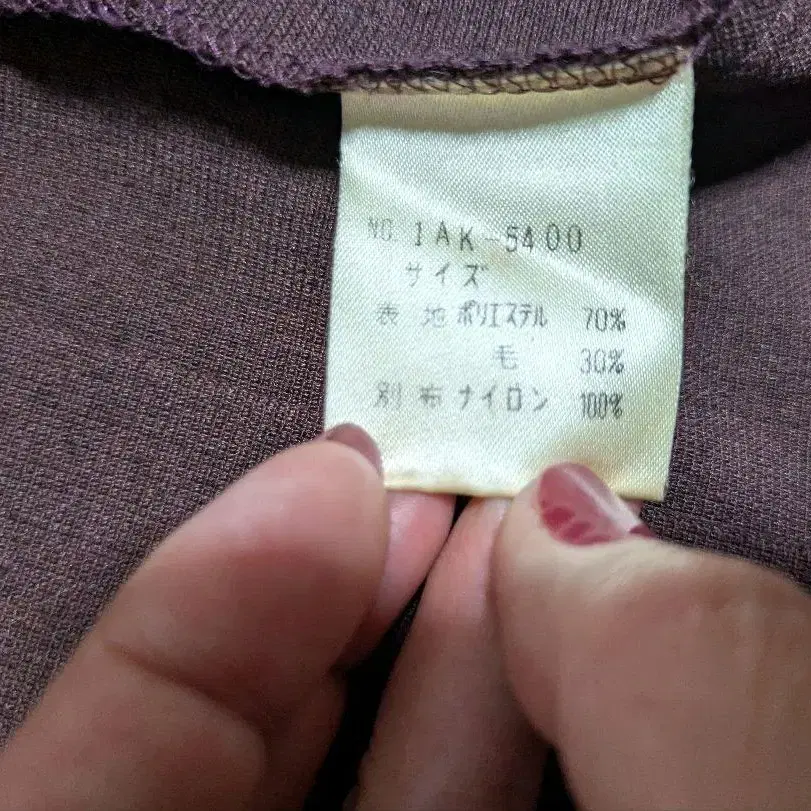 NO. 1AK-5400
サイズ
表地 ポリエステル 70%
毛 30%
別布 ナイロン 100%